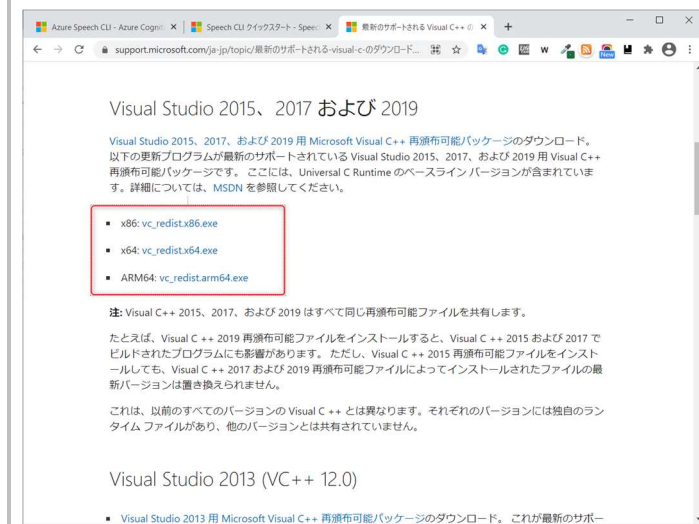 Azure Speech CLI - Azure Cogni
Speech CLI クイックスタート - Speec
最新のサポートされる Visual C++ の
support.microsoft.com/ja-jp/topic/最新のサポートされる-visual-c-のダウンロード...
New
Visual Studio 2015、2017 および 2019
Visual Studio 2015、2017、および 2019 用 Microsoft Visual C++ 再頒布可能パッケージのダウンロード。
以下の更新プログラムが最新のサポートされている Visual Studio 2015、2017、および 2019 用 Visual C++
再頒布可能パッケージです。 ここには、Universal C Runtime のベースライン バージョンが含まれていま
す。詳細については、MSDN を参照してください。
x86: vc_redist.x86.exe
x64: vc_redist.x64.exe
ARM64: vc_redist.arm64.exe
注: Visual C++ 2015、2017、および 2019 はすべて同じ再頒布可能ファイルを共有します。
たとえば、Visual C ++ 2019 再頒布可能ファイルをインストールすると、Visual C ++ 2015 および 2017 で
ビルドされたプログラムにも影響があります。 ただし、Visual C ++ 2015 再頒布可能ファイルをインスト
ールしても、Visual C ++ 2017 および 2019 再頒布可能ファイルによってインストールされたファイルの最
新バージョンは置き換えられません。
これは、以前のすべてのバージョンの Visual C ++ とは異なります。それぞれのバージョンには独自のラン
タイム ファイルがあり、他のバージョンとは共有されていません。
Visual Studio 2013 (VC++ 12.0)
Visual Studio 2013 用 Microsoft Visual C++ 再頒布可能パッケージのダウンロード。 これが最新のサポー